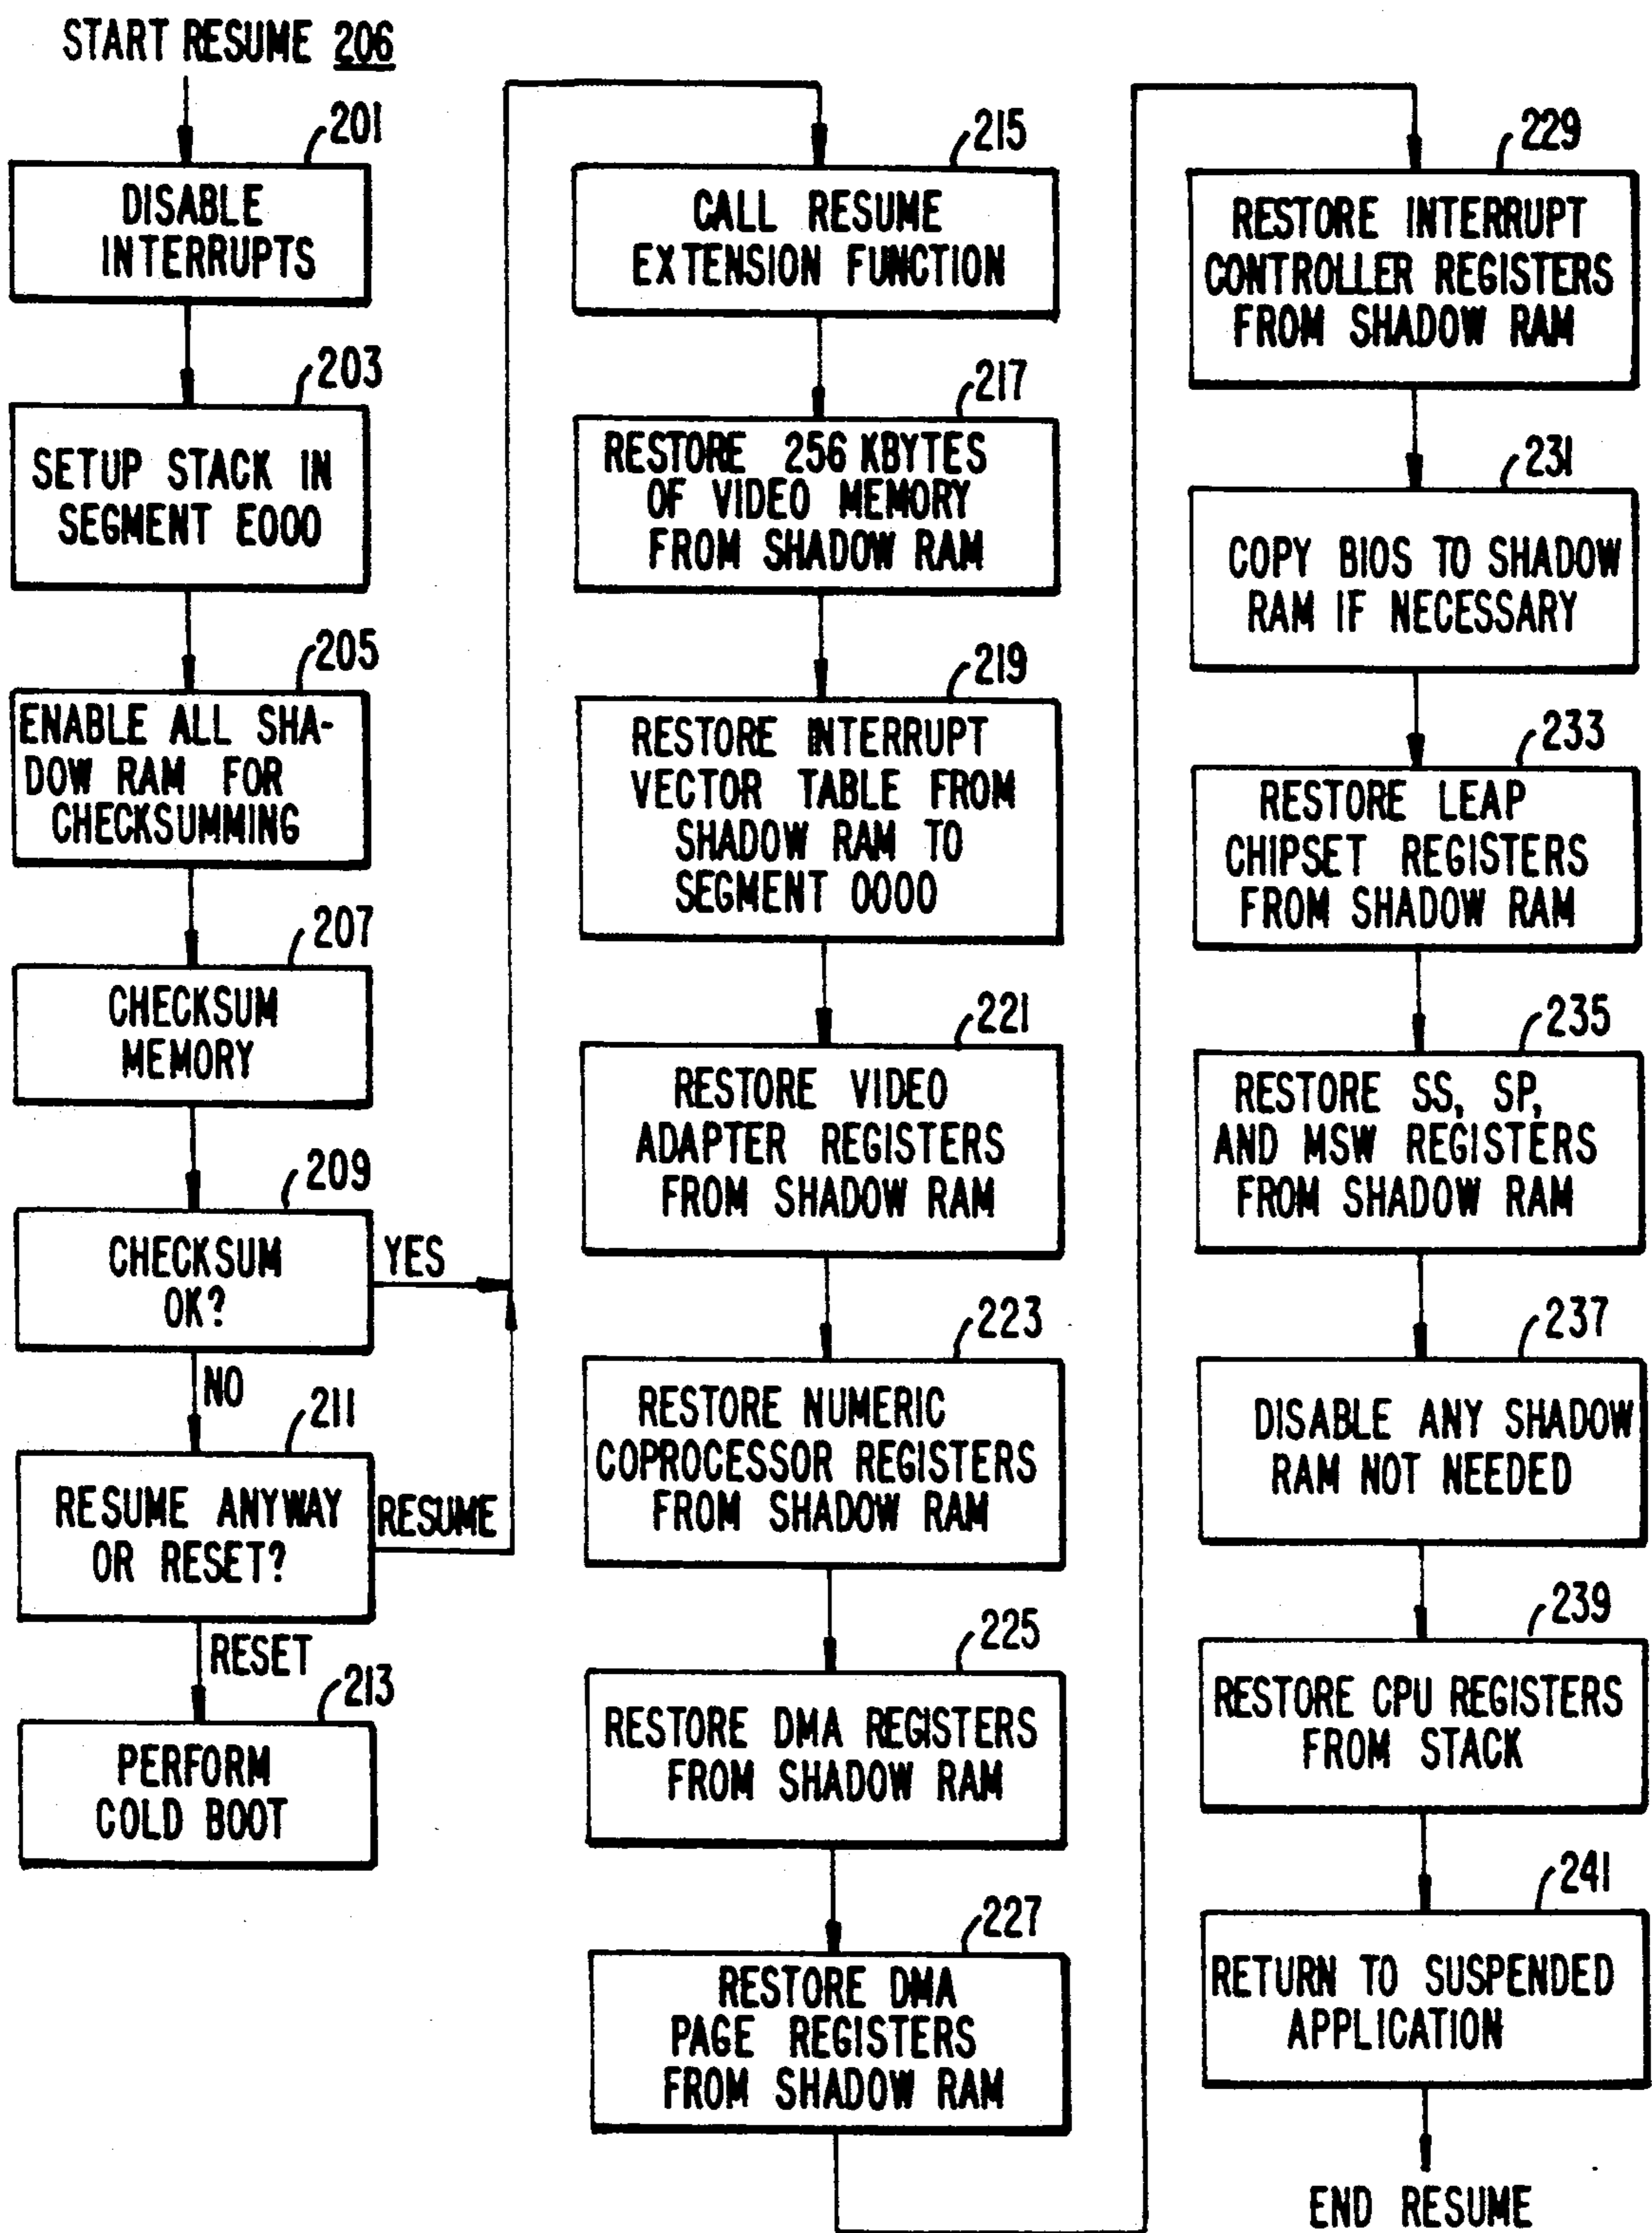 START RESUME 206
201
DISABLE
INTERRUPTS
203
SETUP STACK IN
SEGMENT E000
205
ENABLE ALL SHA-
DOW RAM FOR
CHECKSUMMING
207
CHECKSUM
MEMORY
209
CHECKSUM
OK?
YES
NO
211
RESUME ANYWAY
OR RESET?
RESUME
RESET
213
PERFORM
COLD BOOT
215
CALL RESUME
EXTENSION FUNCTION
217
RESTORE 256 KBYTES
OF VIDEO MEMORY
FROM SHADOW RAM
219
RESTORE INTERRUPT
VECTOR TABLE FROM
SHADOW RAM TO
SEGMENT 0000
221
RESTORE VIDEO
ADAPTER REGISTERS
FROM SHADOW RAM
223
RESTORE NUMERIC
COPROCESSOR REGISTERS
FROM SHADOW RAM
225
RESTORE DMA REGISTERS
FROM SHADOW RAM
227
RESTORE DMA
PAGE REGISTERS
FROM SHADOW RAM
229
RESTORE INTERRUPT
CONTROLLER REGISTERS
FROM SHADOW RAM
231
COPY BIOS TO SHADOW
RAM IF NECESSARY
233
RESTORE LEAP
CHIPSET REGISTERS
FROM SHADOW RAM
235
RESTORE SS, SP,
AND MSW REGISTERS
FROM SHADOW RAM
237
DISABLE ANY SHADOW
RAM NOT NEEDED
239
RESTORE CPU REGISTERS
FROM STACK
241
RETURN TO SUSPENDED
APPLICATION
END RESUME